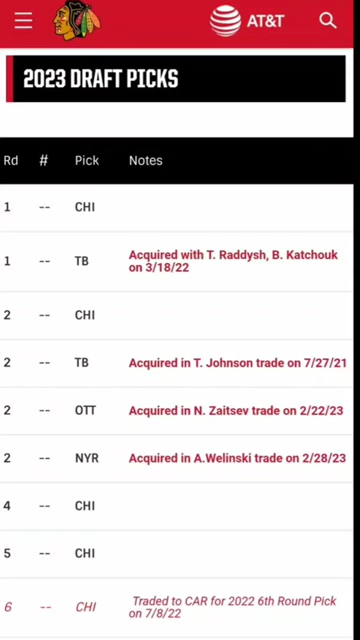 AT&T
2023 DRAFT PICKS
Rd # Pick Notes
1 -- CHI
1 -- TB Acquired with T. Raddysh, B. Katchouk
on 3/18/22
2 -- CHI
2 -- TB Acquired in T. Johnson trade on 7/27/21
2 -- OTT Acquired in N. Zaitsev trade on 2/22/23
2 -- NYR Acquired in A.Welinski trade on 2/28/23
4 -- CHI
5 -- CHI
6 -- CHI Traded to CAR for 2022 6th Round Pick
on 7/8/22